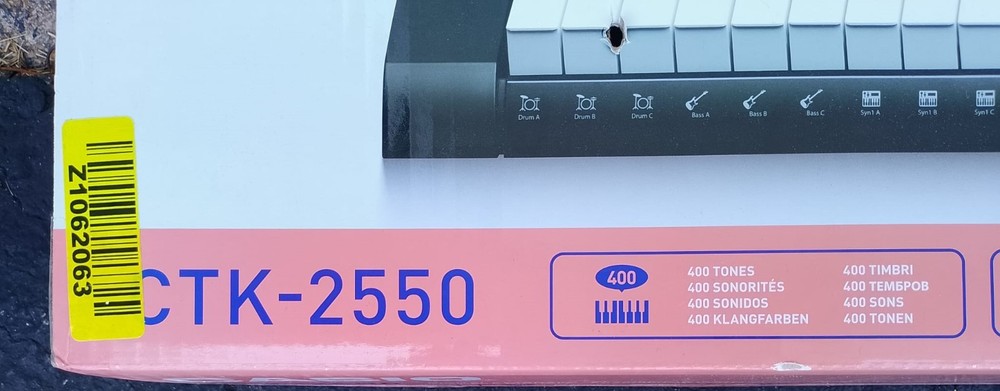 Drum A
Drum B
Drum C
Bass A
Bass B
Bass C
Syn1 A
Syn1 B
Syn1 C
Z1062063
CTK-2550
400
400 TONES
400 SONORITÉS
400 SONIDOS
400 KLANGFARBEN
400 TIMBRI
400 ТЕМБРОВ
400 SONS
400 TONEN